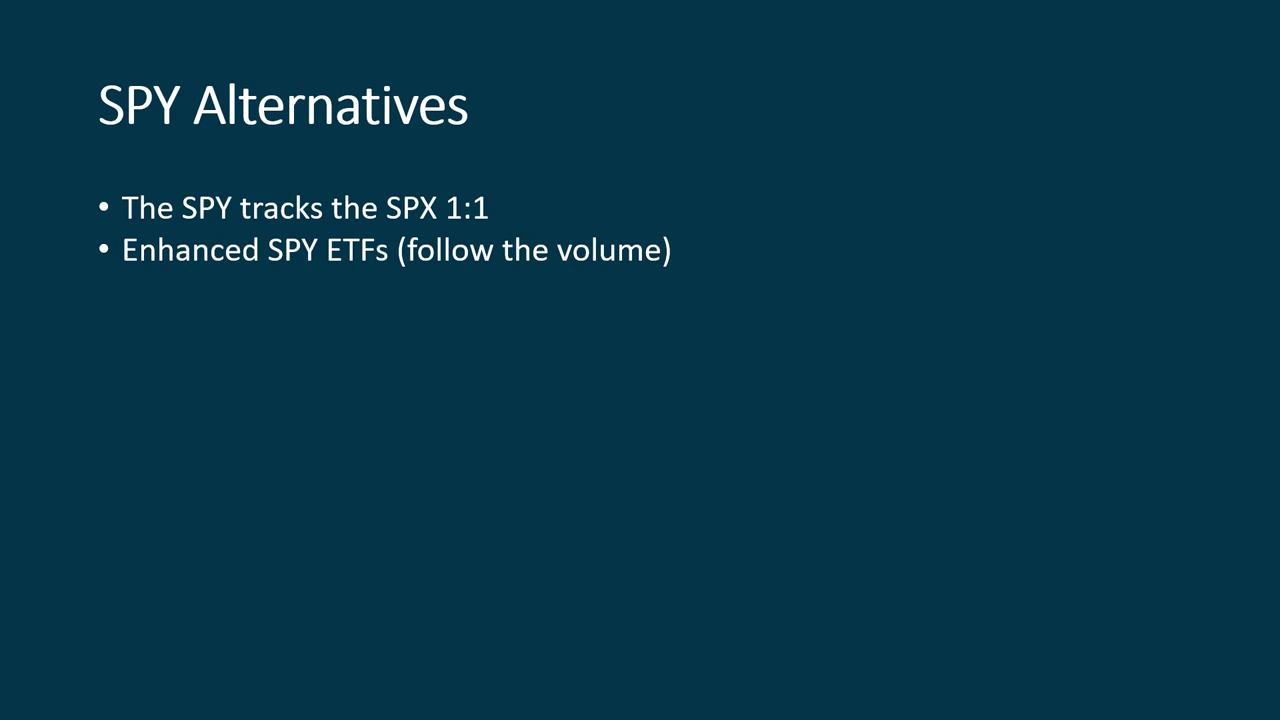 SPY Alternatives
• The SPY tracks the SPX 1:1
• Enhanced SPY ETFs (follow the volume)